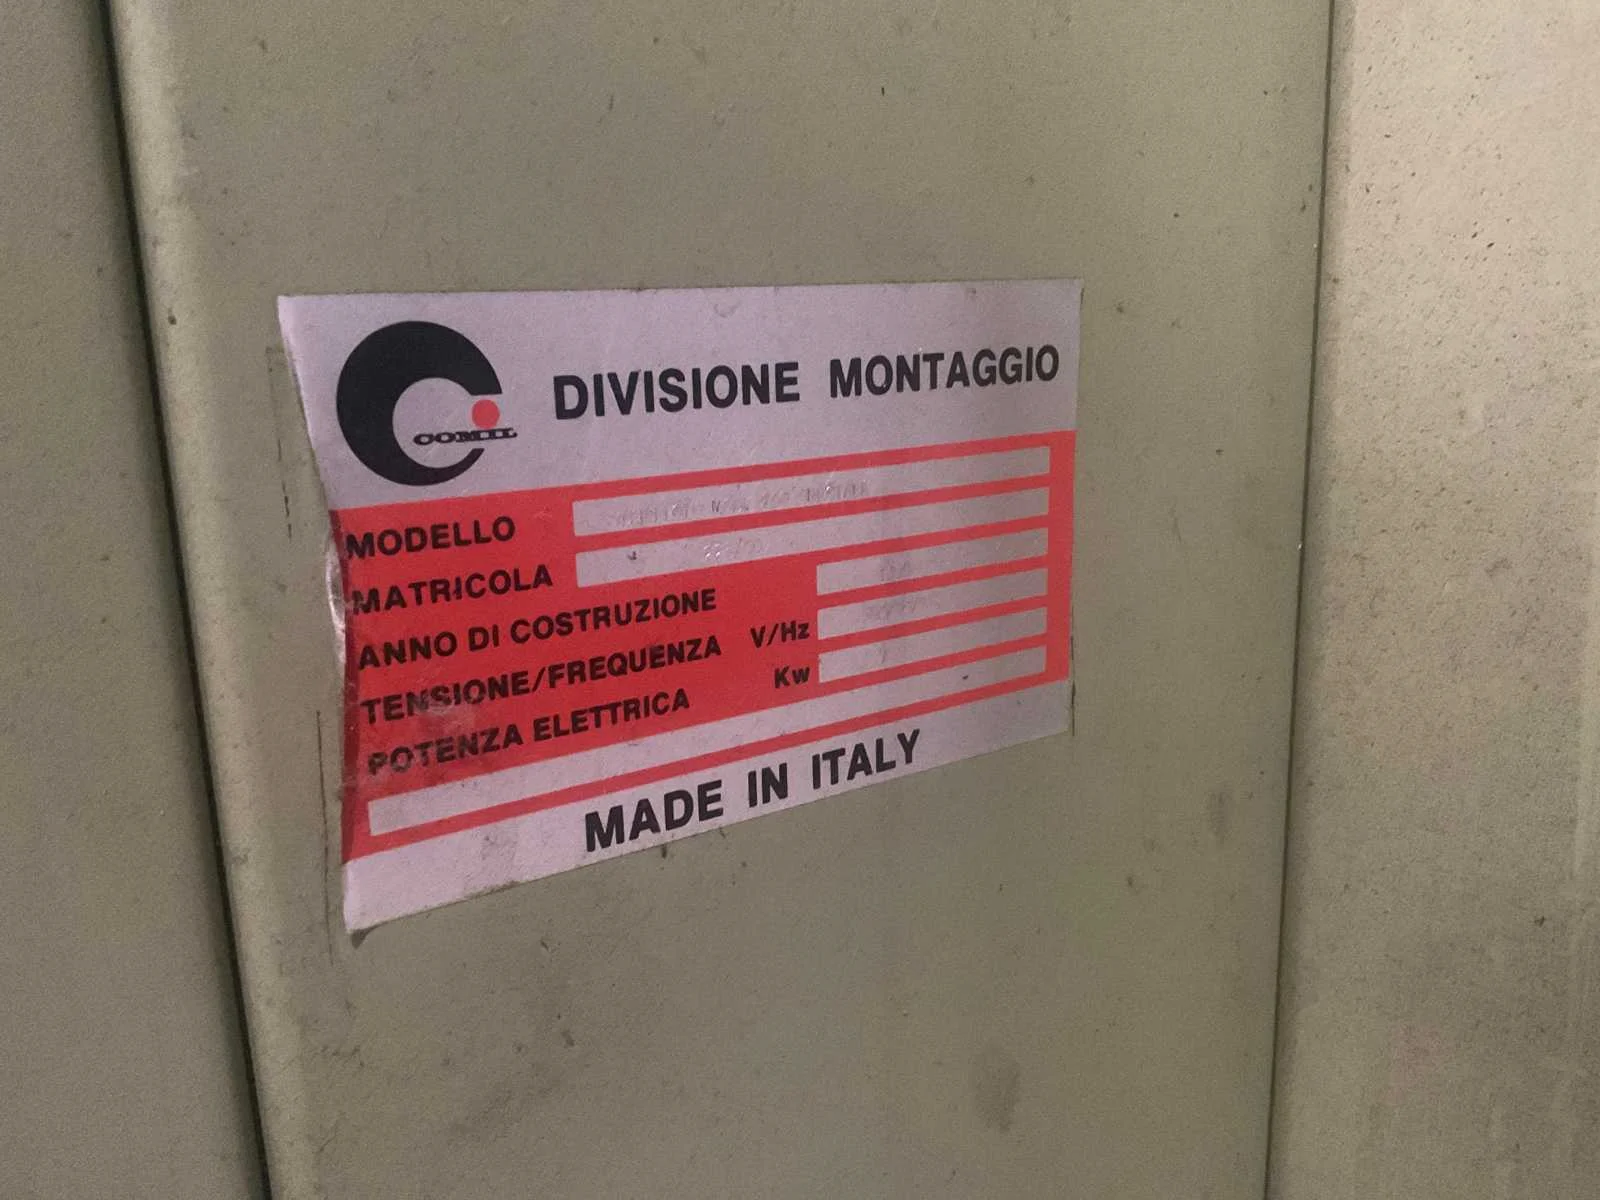 COMIL
DIVISIONE MONTAGGIO
MODELLO
MATRICOLA
ANNO DI COSTRUZIONE
TENSIONE/FREQUENZA V/Hz
POTENZA ELETTRICA Kw
MADE IN ITALY